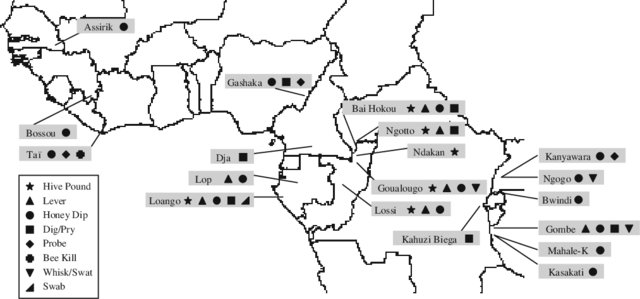 Assirik
Gashaka
Bai Hokou
Bossou
Ngotto
Taï
Dja
Ndakan
Kanyawara
Hive Pound
Lop
Goualougo
Ngogo
Lever
Loango
Lossi
Bwindi
Honey Dip
Dig/Pry
Kahuzi Biega
Gombe
Probe
Mahale-K
Bee Kill
Kasakati
Whisk/Swat
Swab